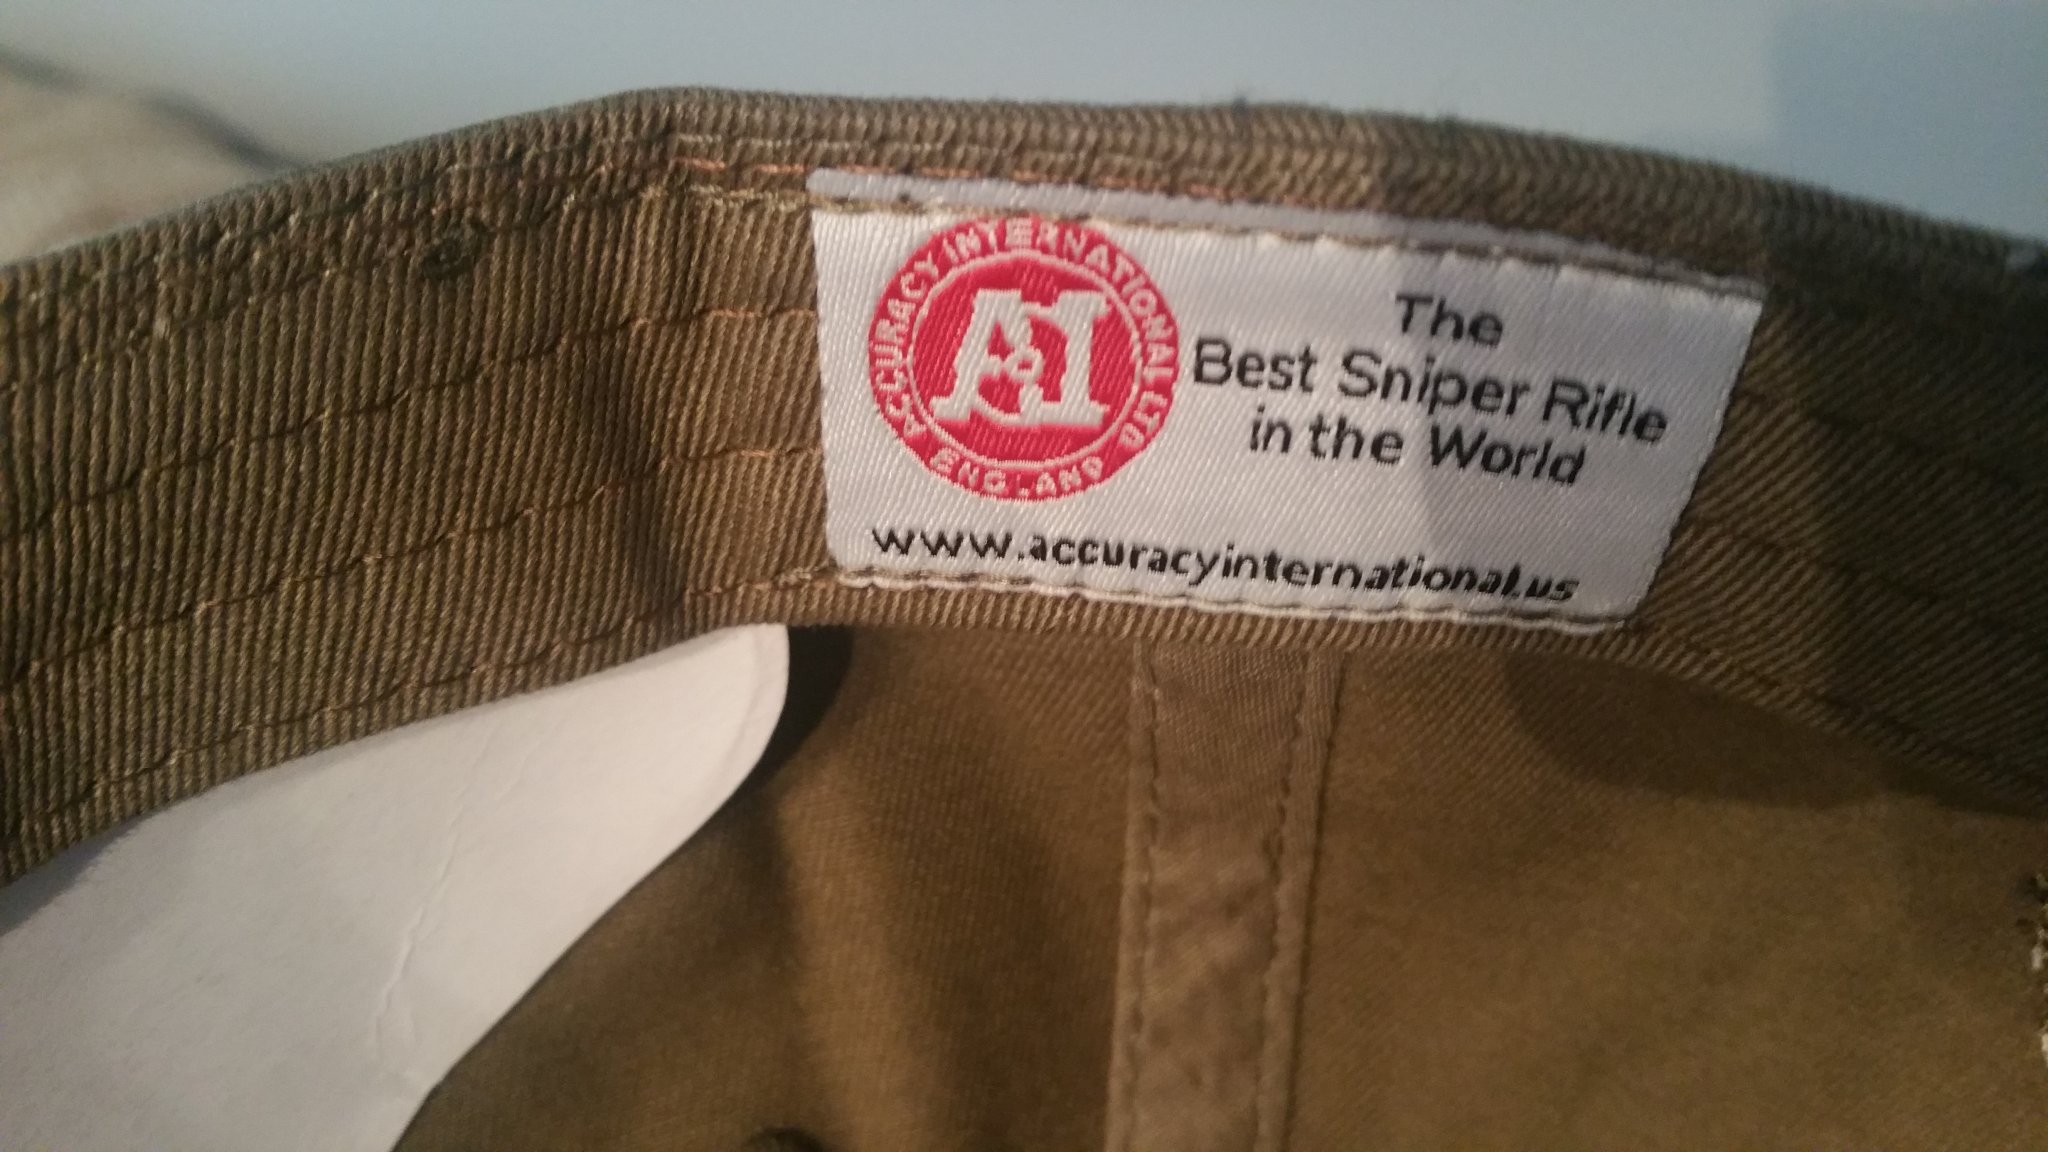 ACCURACY INTERNATIONAL LTD
ENGLAND
AI
The
Best Sniper Rifle
in the World
www.accuracyinternational.us